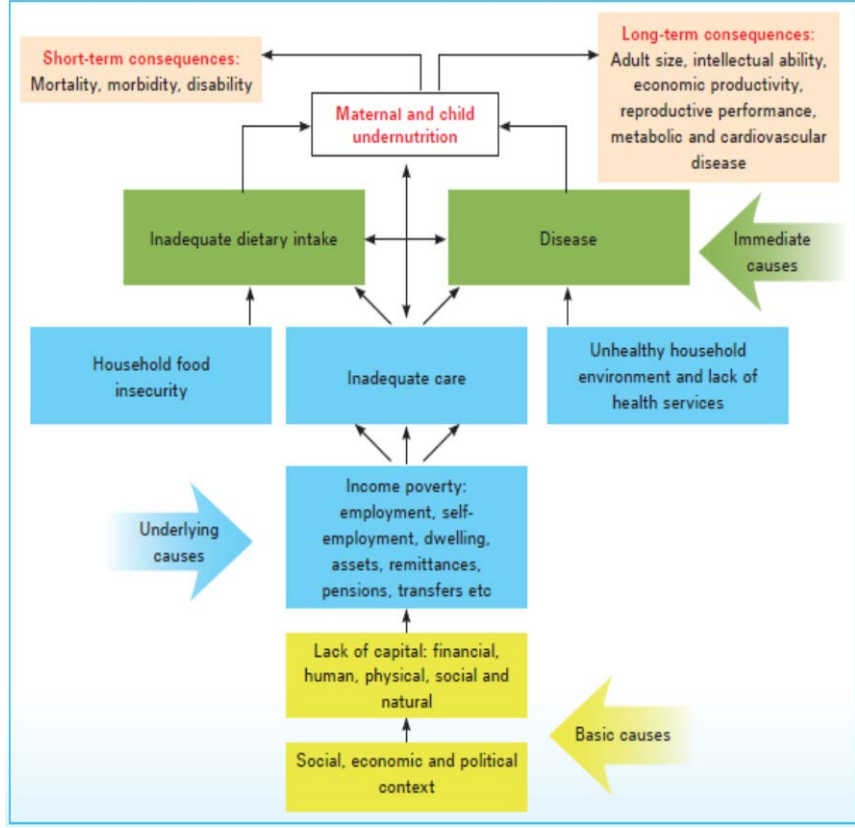 Short-term consequences:
Mortality, morbidity, disability
Long-term consequences:
Adult size, intellectual ability,
economic productivity,
reproductive performance,
metabolic and cardiovascular
disease
Maternal and child
undernutrition
Inadequate dietary intake
Disease
Immediate
causes
Household food
insecurity
Inadequate care
Unhealthy household
environment and lack of
health services
Underlying
causes
Income poverty:
employment, self-
employment, dwelling,
assets, remittances,
pensions, transfers etc
Lack of capital: financial,
human, physical, social and
natural
Basic causes
Social, economic and political
context